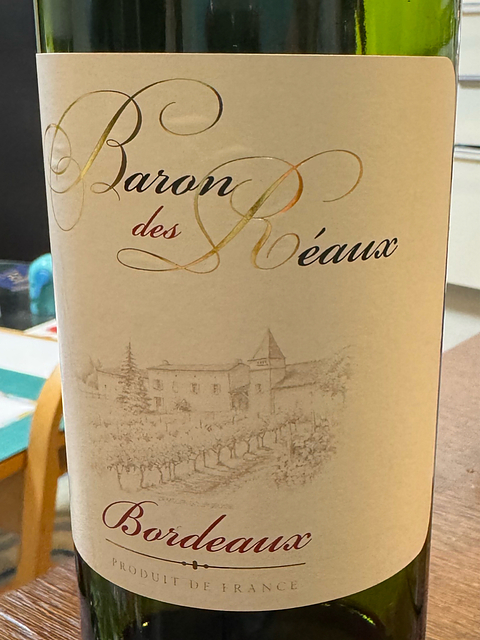 Baron
des Réaux
Bordeaux
PRODUIT DE FRANCE